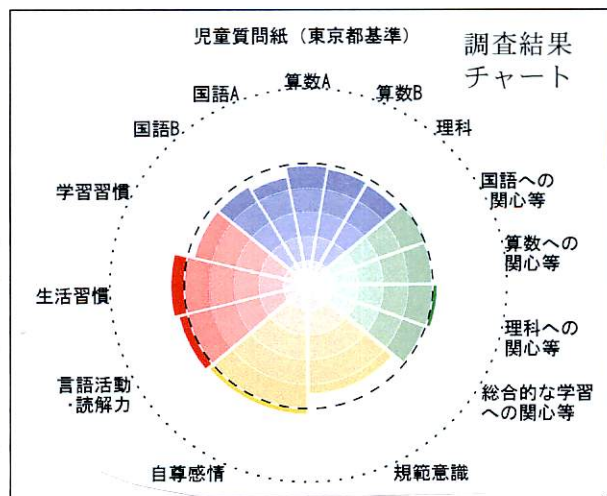 児童質問紙（東京都基準）
調査結果
チャート
算数A
国語A
算数B
国語B
理科
学習習慣
国語への
関心等
算数への
関心等
生活習慣
理科への
関心等
言語活動
・読解力
総合的な学習
への関心等
自尊感情
規範意識